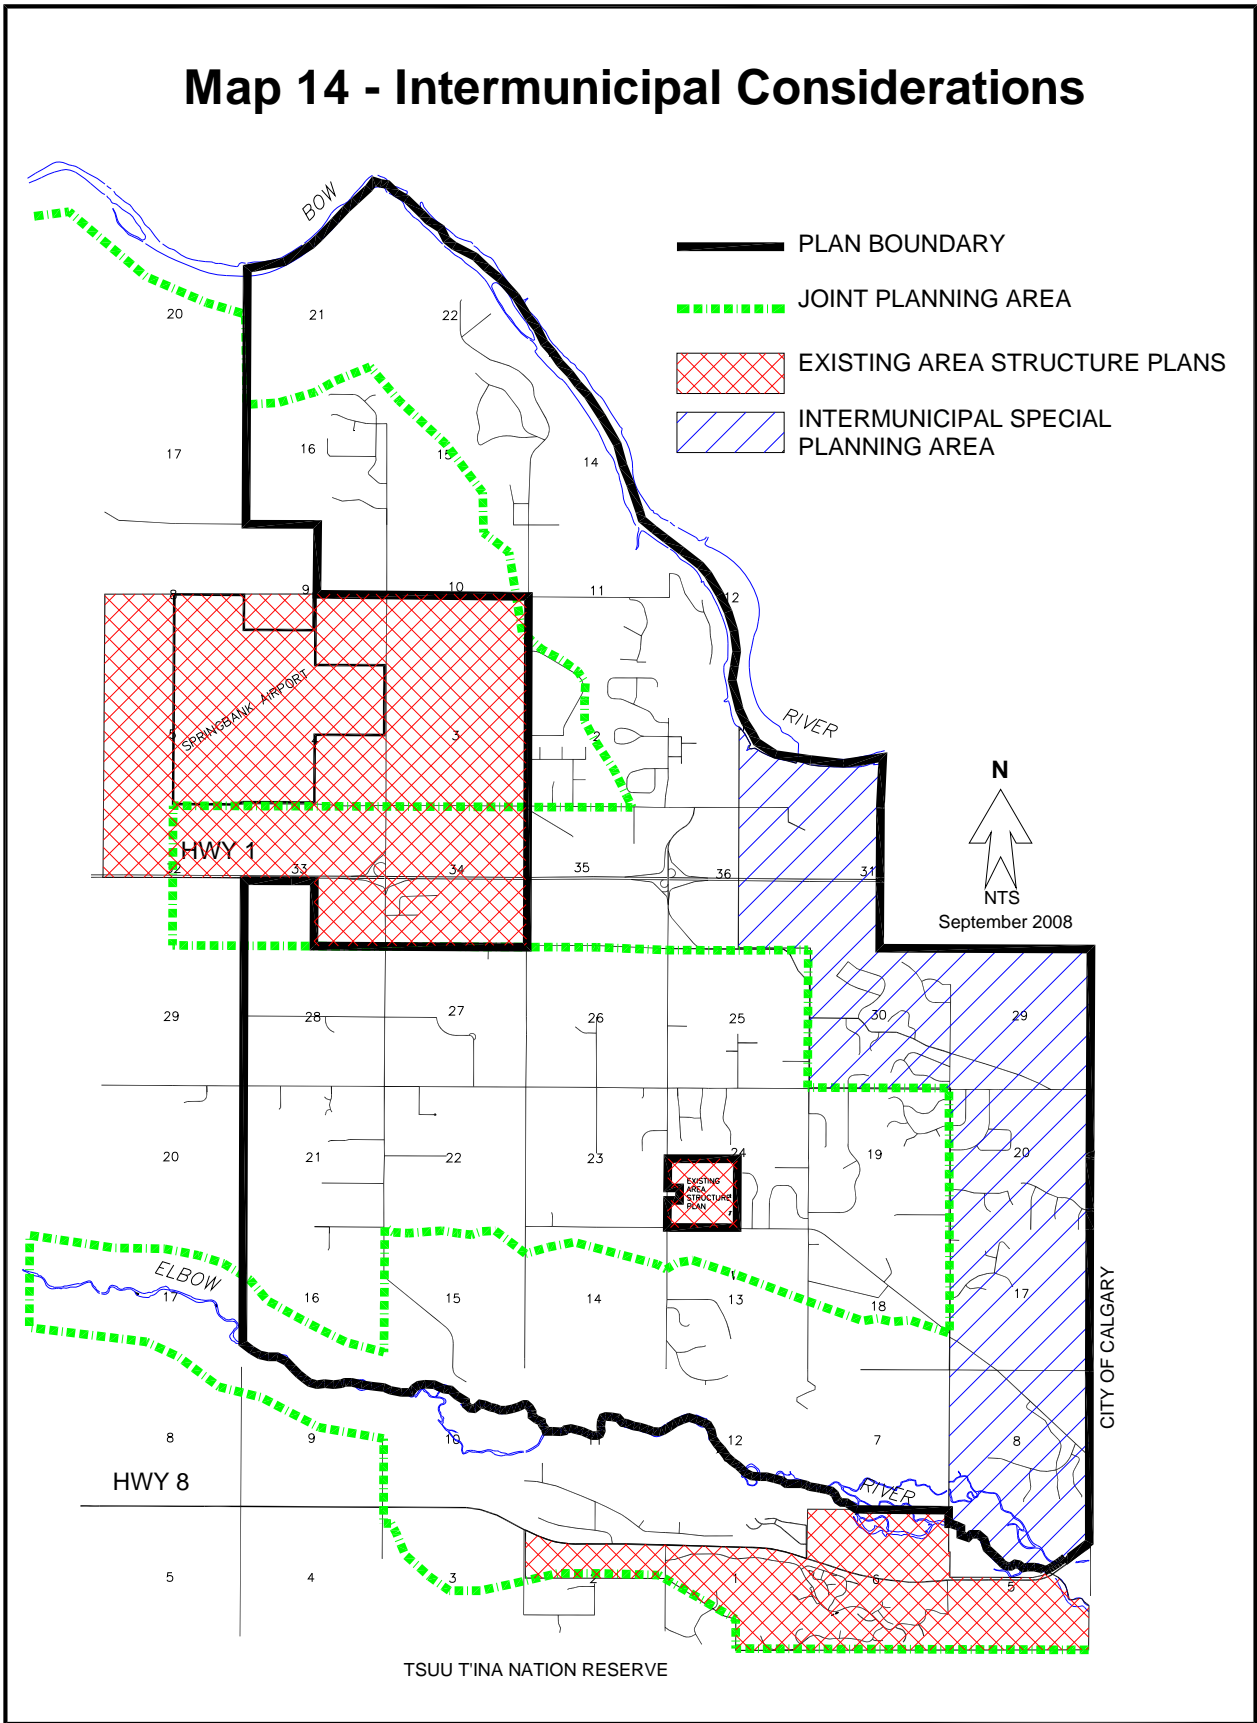 Map 14 - Intermunicipal Considerations
BOW
PLAN BOUNDARY
JOINT PLANNING AREA
EXISTING AREA STRUCTURE PLANS
INTERMUNICIPAL SPECIAL
PLANNING AREA
20 21 22
17 16 15 14
8 9 10 11 12
SPRINGBANK AIRPORT
5 3 2
RIVER
N
NTS
September 2008
HWY 1
32 33 34 35 36 31
29 28 27 26 25 30 29
20 21 22 23 24 19 20
EXISTING
AREA
STRUCTURE
PLAN
ELBOW
17 16 15 14 13 18 17
CITY OF CALGARY
8 9 10 11 12 7 8
HWY 8
RIVER
5 4 3 2 1 6 5
TSUU T'INA NATION RESERVE